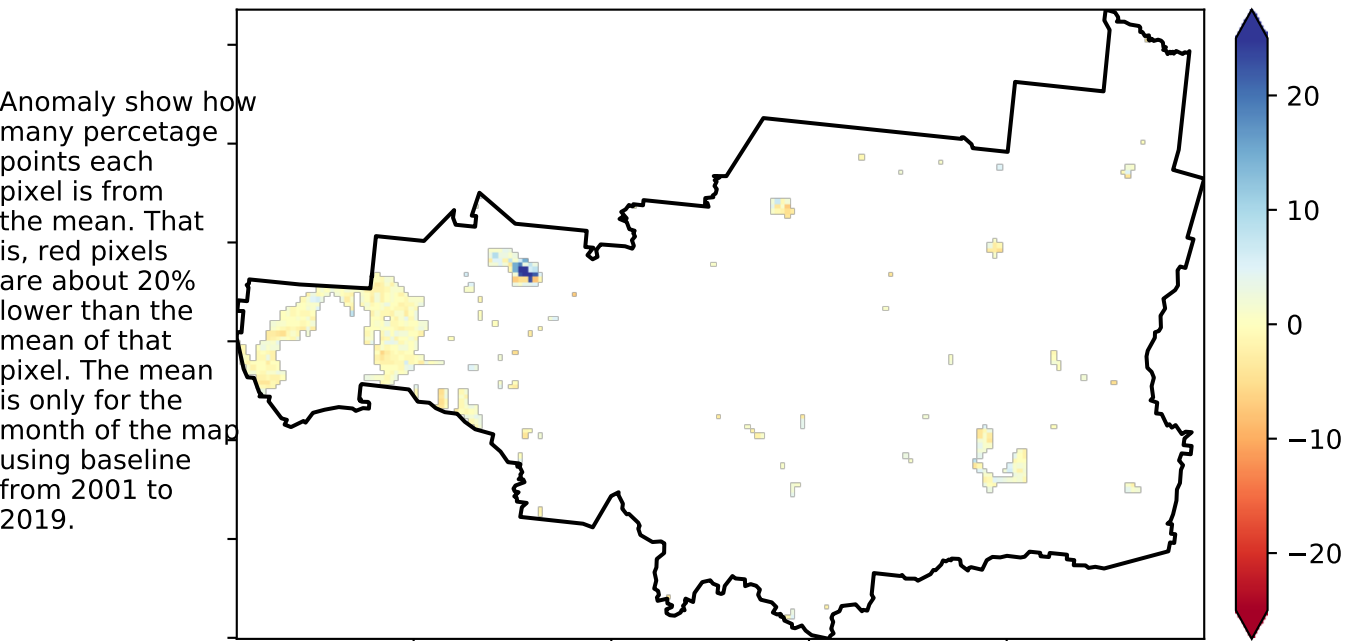 Anomaly show how
many percetage
points each
pixel is from
the mean. That
is, red pixels
are about 20%
lower than the
mean of that
pixel. The mean
is only for the
month of the map
using baseline
from 2001 to
2019.
20
10
0
−10
−20